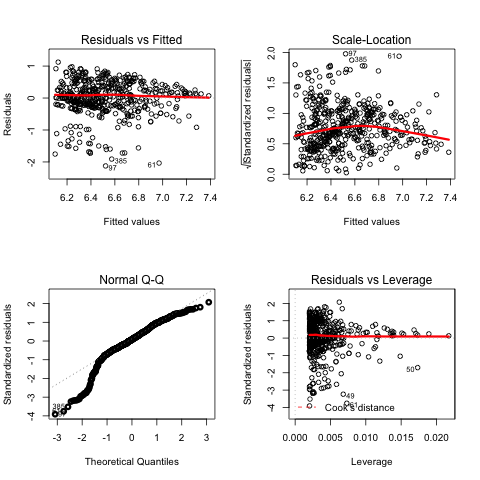 Residuals vs Fitted
Residuals
1
0
-1
-2
97
385
61
6.2 6.4 6.6 6.8 7.0 7.2 7.4
Fitted values
Scale-Location
√|Standardized residuals|
2.0
1.5
1.0
0.5
0.0
97
385
61
6.2 6.4 6.6 6.8 7.0 7.2 7.4
Fitted values
Normal Q-Q
Standardized residuals
2
1
0
-1
-2
-3
-4
385
-3 -2 -1 0 1 2 3
Theoretical Quantiles
Residuals vs Leverage
Standardized residuals
2
1
0
-1
-2
-3
-4
50
49
61
Cook's distance
0.000 0.005 0.010 0.015 0.020
Leverage